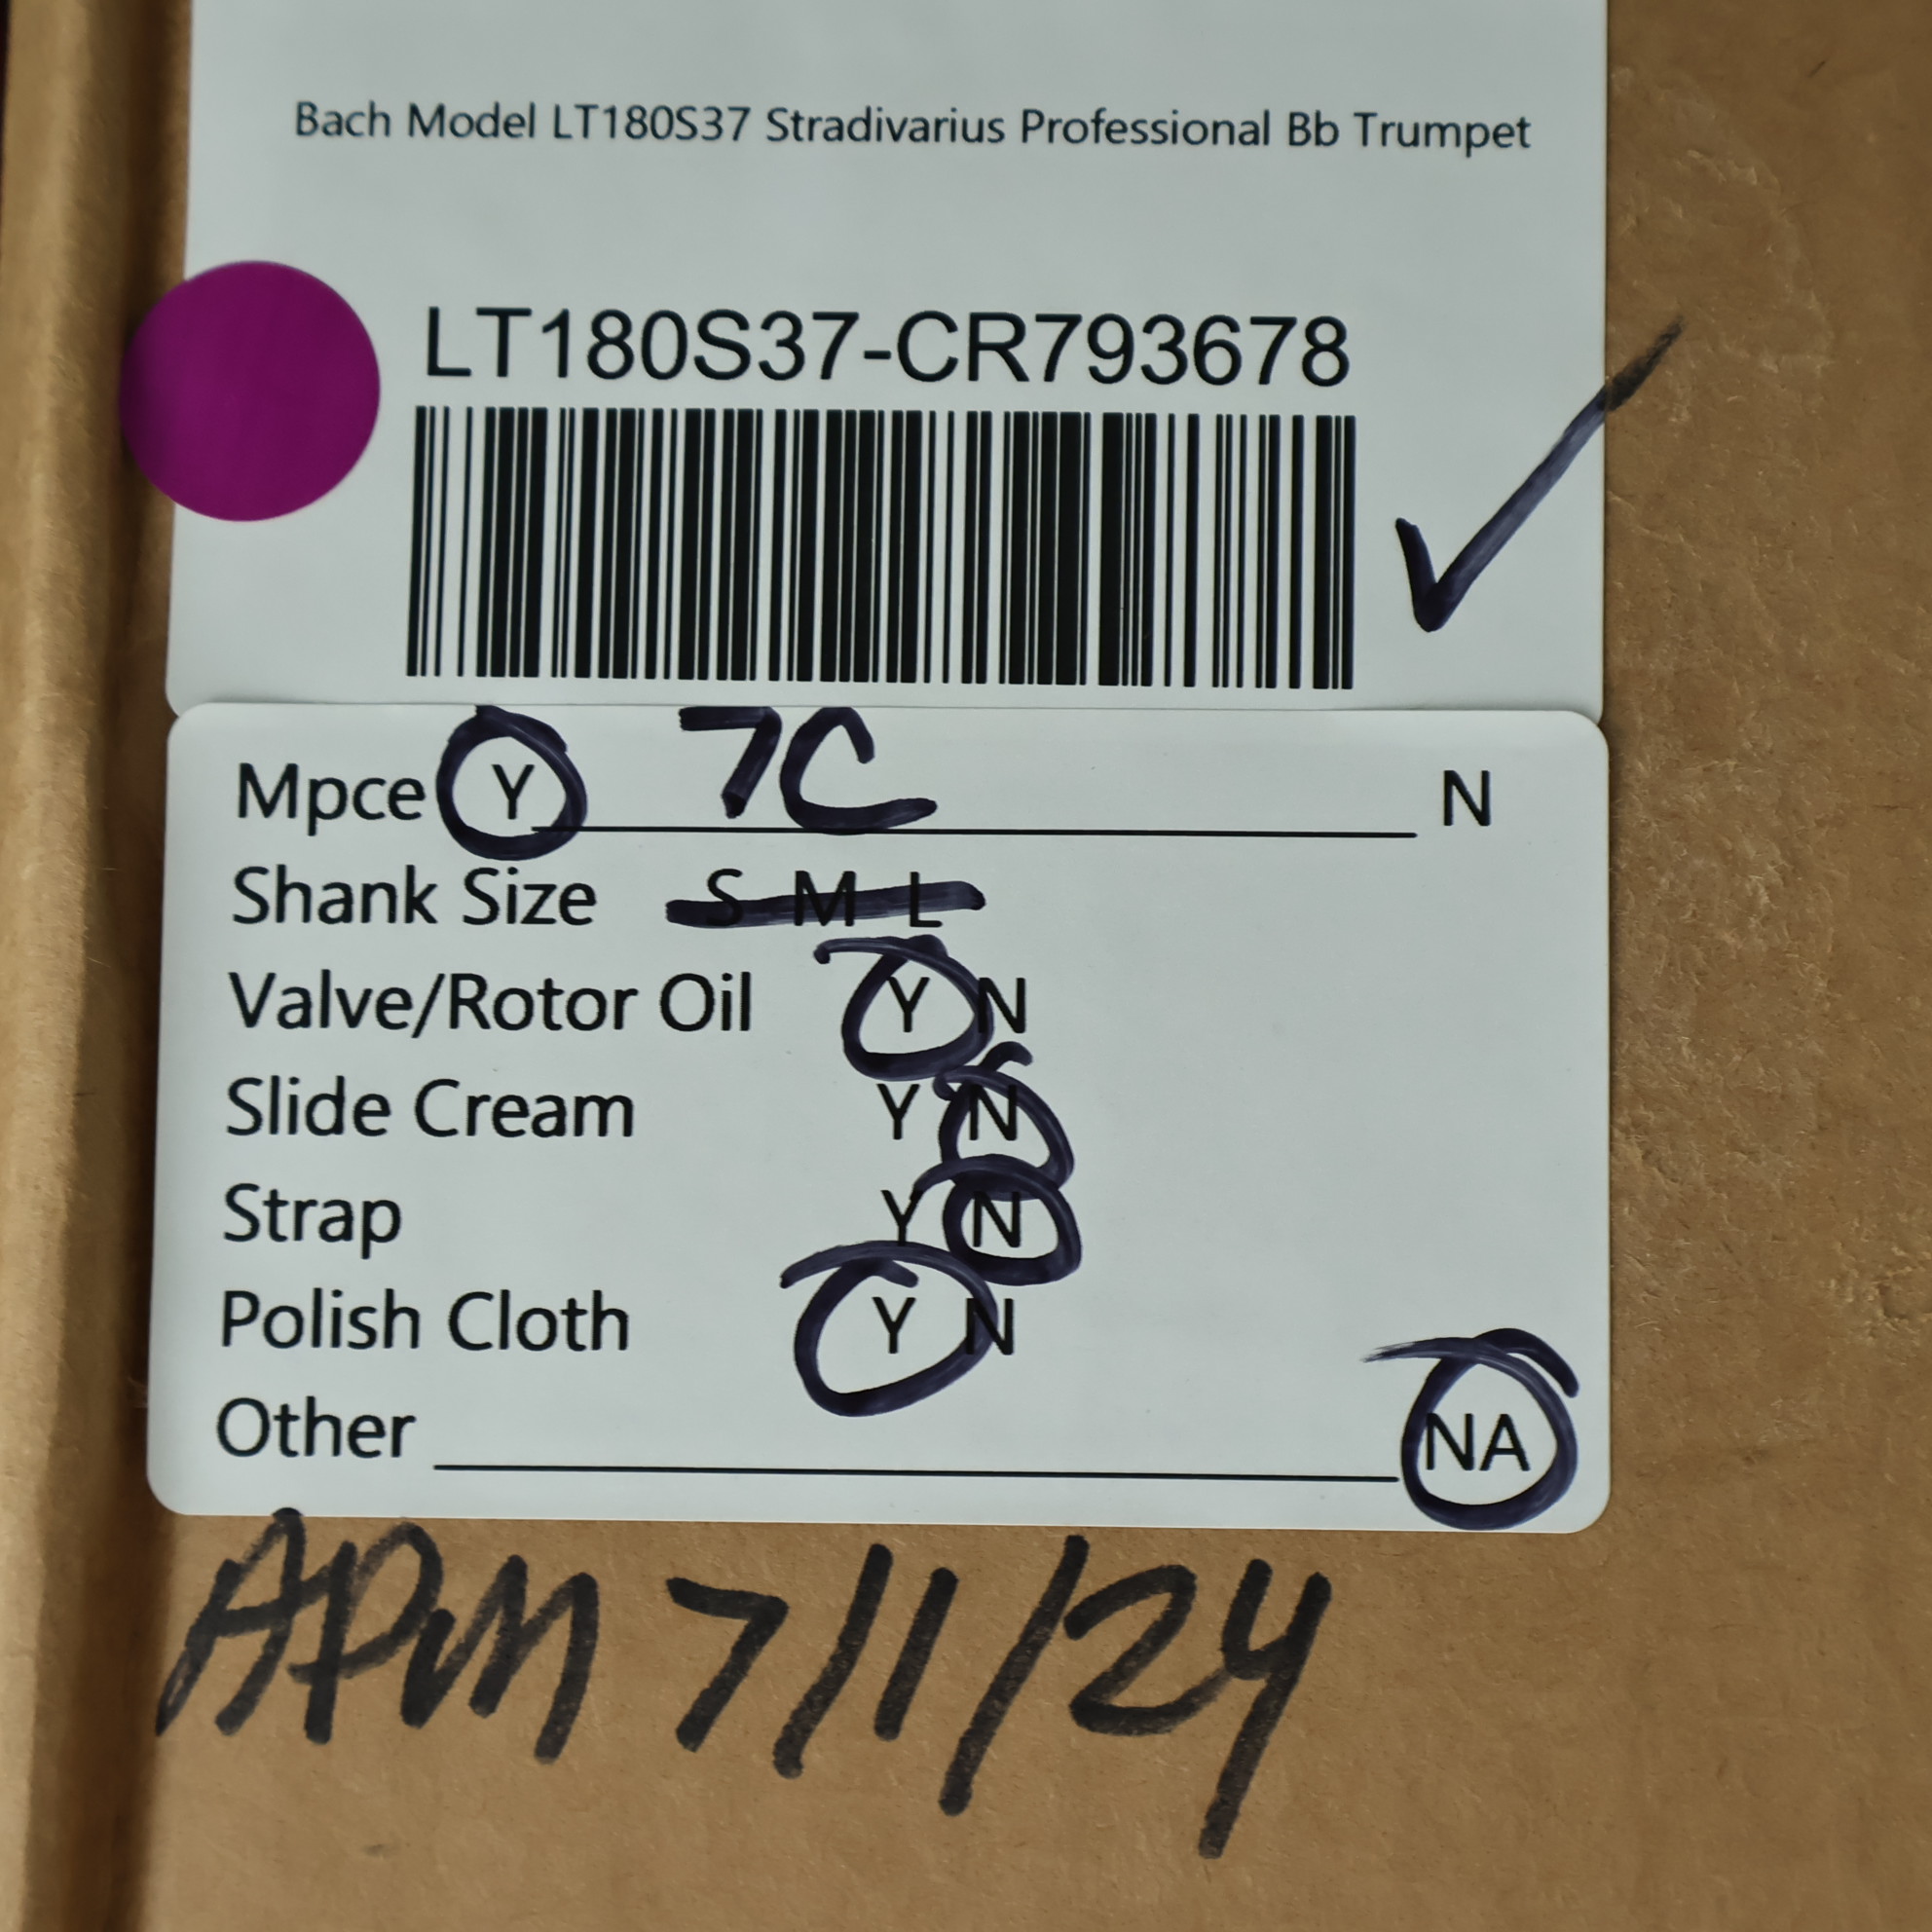 Bach Model LT180S37 Stradivarius Professional Bb Trumpet
LT180S37-CR793678
Mpce Y 7C N
Shank Size S M L
Valve/Rotor Oil Y N
Slide Cream Y N
Strap Y N
Polish Cloth Y N
Other NA
APM 7/1/24